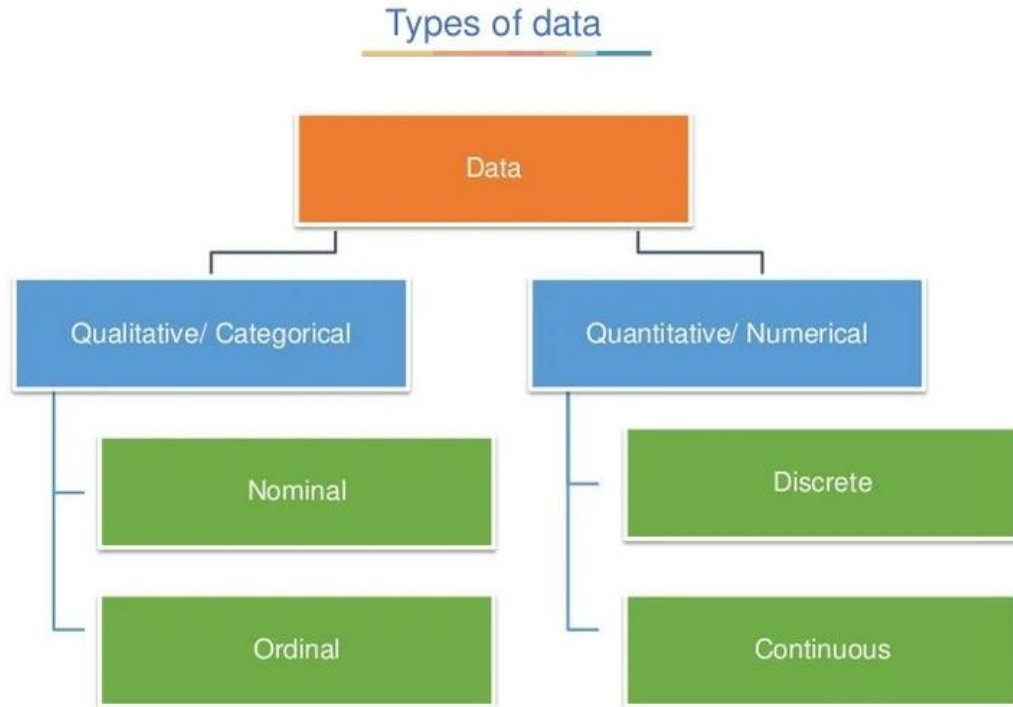 Types of data
Data
Qualitative/ Categorical
Quantitative/ Numerical
Nominal
Discrete
Ordinal
Continuous